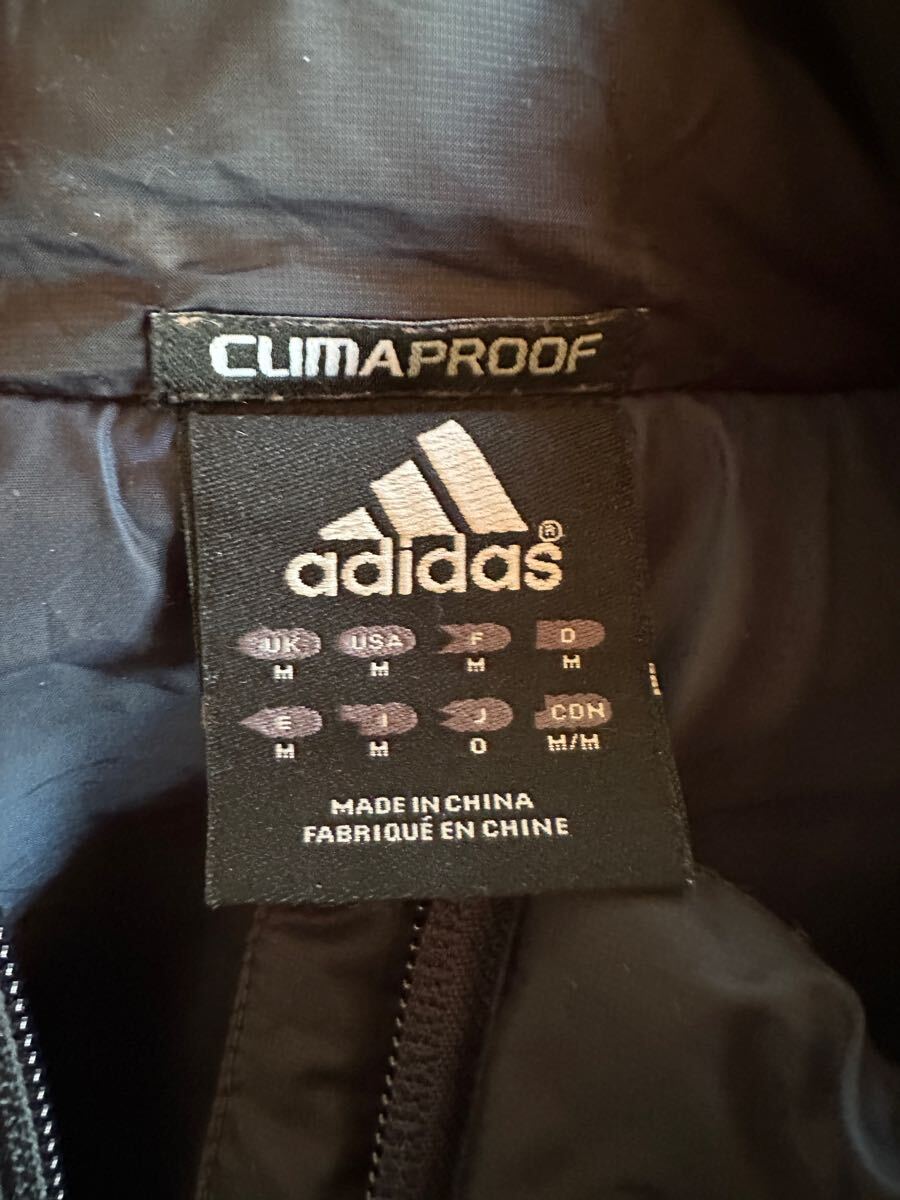 CLIMAPROOF
adidas®
UK USA F D
M M M M
E I J CDN
M M O M/M
MADE IN CHINA
FABRIQUÉ EN CHINE